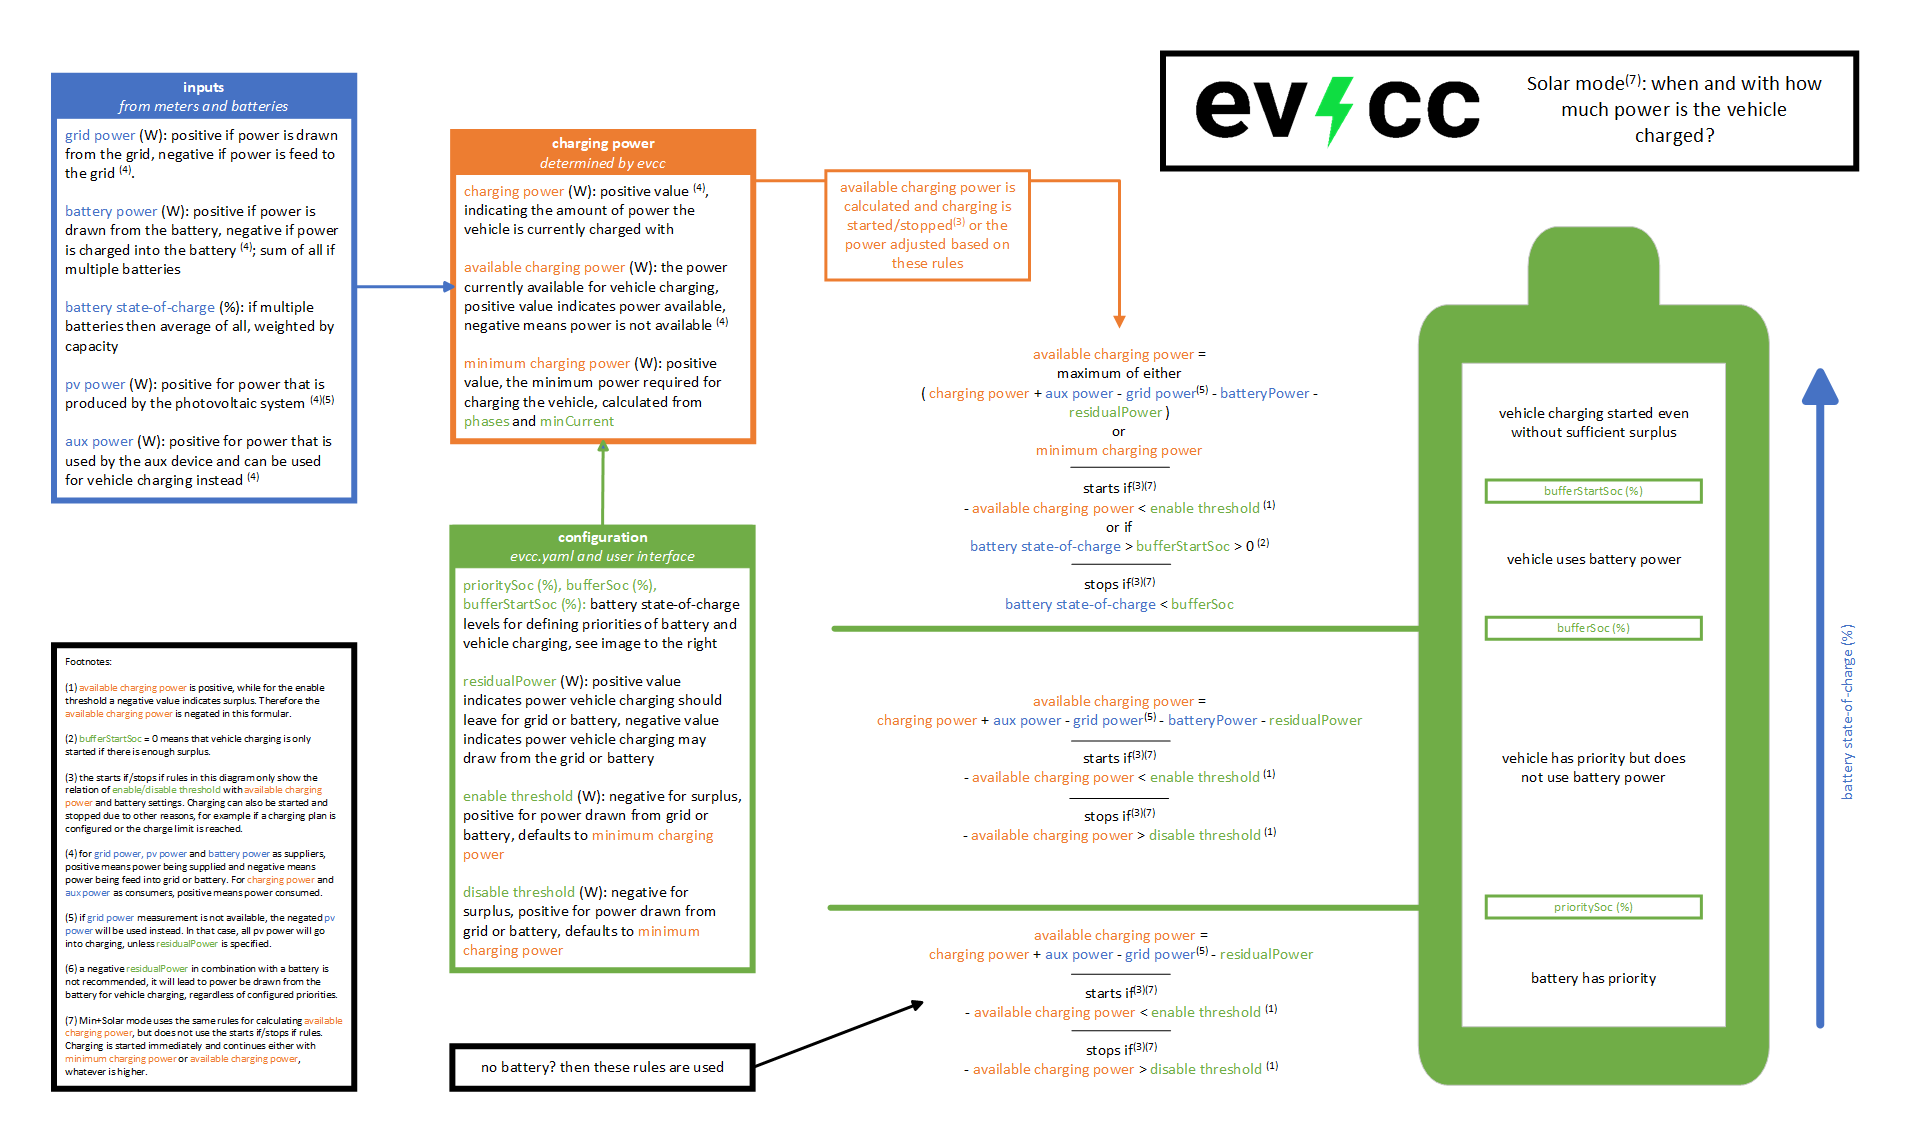 evcc
Solar mode(7): when and with how
much power is the vehicle
charged?
inputs
from meters and batteries
grid power (W): positive if power is drawn
from the grid, negative if power is feed to
the grid (4).
battery power (W): positive if power is
drawn from the battery, negative if power
is charged into the battery (4); sum of all if
multiple batteries
battery state-of-charge (%): if multiple
batteries then average of all, weighted by
capacity
pv power (W): positive for power that is
produced by the photovoltaic system (4)(5)
aux power (W): positive for power that is
used by the aux device and can be used
for vehicle charging instead (4)
charging power
determined by evcc
charging power (W): positive value (4),
indicating the amount of power the
vehicle is currently charged with
available charging power (W): the power
currently available for vehicle charging,
positive value indicates power available,
negative means power is not available (4)
minimum charging power (W): positive
value, the minimum power required for
charging the vehicle, calculated from
phases and minCurrent
available charging power is
calculated and charging is
started/stopped(3) or the
power adjusted based on
these rules
configuration
evcc.yaml and user interface
prioritySoc (%), bufferSoc (%),
bufferStartSoc (%): battery state-of-charge
levels for defining priorities of battery and
vehicle charging, see image to the right
residualPower (W): positive value
indicates power vehicle charging should
leave for grid or battery, negative value
indicates power vehicle charging may
draw from the grid or battery
enable threshold (W): negative for surplus,
positive for power drawn from grid or
battery, defaults to minimum charging
power
disable threshold (W): negative for
surplus, positive for power drawn from
grid or battery, defaults to minimum
charging power
no battery? then these rules are used
available charging power =
maximum of either
( charging power + aux power - grid power(5) - batteryPower -
residualPower )
or
minimum charging power
starts if(3)(7)
- available charging power < enable threshold (1)
or if
battery state-of-charge > bufferStartSoc > 0 (2)
stops if(3)(7)
battery state-of-charge < bufferSoc
available charging power =
charging power + aux power - grid power(5) - batteryPower - residualPower
starts if(3)(7)
- available charging power < enable threshold (1)
stops if(3)(7)
- available charging power > disable threshold (1)
available charging power =
charging power + aux power - grid power(5) - residualPower
starts if(3)(7)
- available charging power < enable threshold (1)
stops if(3)(7)
- available charging power > disable threshold (1)
vehicle charging started even
without sufficient surplus
bufferStartSoc (%)
vehicle uses battery power
bufferSoc (%)
vehicle has priority but does
not use battery power
prioritySoc (%)
battery has priority
battery state-of-charge (%)
Footnotes:
(1) available charging power is positive, while for the enable
threshold a negative value indicates surplus. Therefore the
available charging power is negated in this formular.
(2) bufferStartSoc = 0 means that vehicle charging is only
started if there is enough surplus.
(3) the starts if/stops if rules in this diagram only show the
relation of enable/disable threshold with available charging
power and battery settings. Charging can also be started and
stopped due to other reasons, for example if a charging plan is
configured or the charge limit is reached.
(4) for grid power, pv power and battery power as suppliers,
positive means power being supplied and negative means
power being feed into grid or battery. For charging power and
aux power as consumers, positive means power consumed.
(5) if grid power measurement is not available, the negated pv
power will be used instead. In that case, all pv power will go
into charging, unless residualPower is specified.
(6) a negative residualPower in combination with a battery is
not recommended, it will lead to power be drawn from the
battery for vehicle charging, regardless of configured priorities.
(7) Min+Solar mode uses the same rules for calculating available
charging power, but does not use the starts if/stops if rules.
Charging is started immediately and continues either with
minimum charging power or available charging power,
whatever is higher.